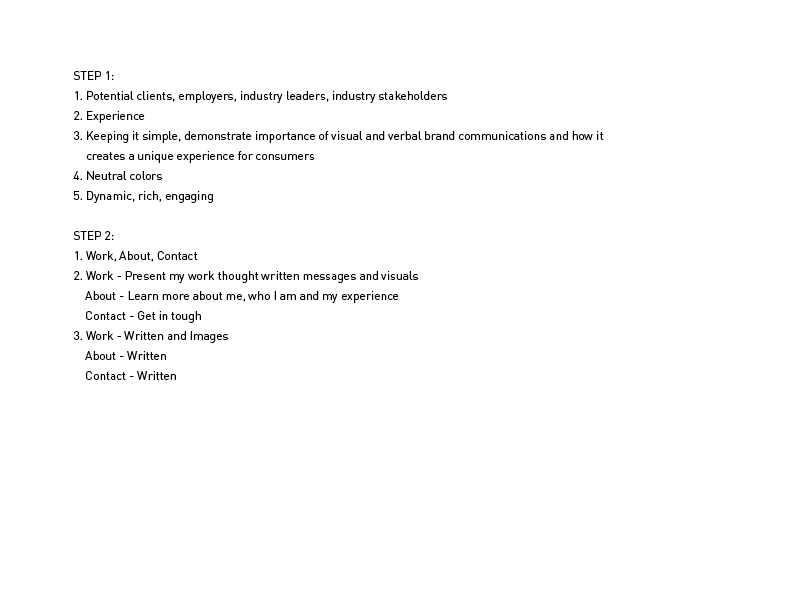 STEP 1:
1. Potential clients, employers, industry leaders, industry stakeholders
2. Experience
3. Keeping it simple, demonstrate importance of visual and verbal brand communications and how it
creates a unique experience for consumers
4. Neutral colors
5. Dynamic, rich, engaging
STEP 2:
1. Work, About, Contact
2. Work - Present my work thought written messages and visuals
About - Learn more about me, who I am and my experience
Contact - Get in tough
3. Work - Written and Images
About - Written
Contact - Written